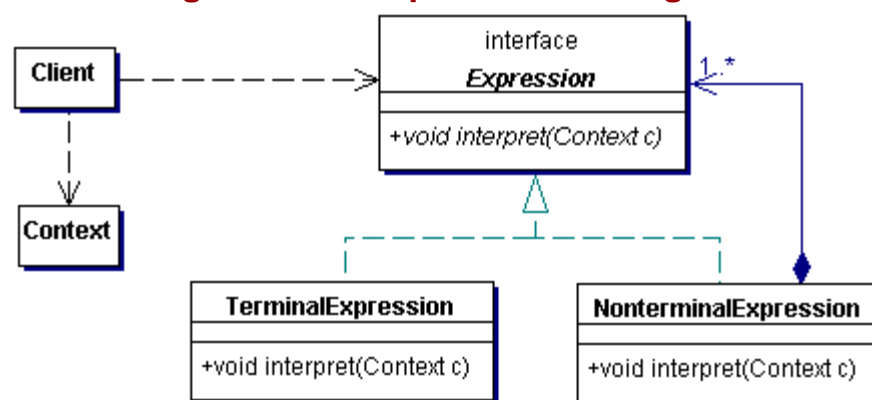 Client
interface
Expression
1..*
+void interpret(Context c)
Context
TerminalExpression
+void interpret(Context c)
NonterminalExpression
+void interpret(Context c)